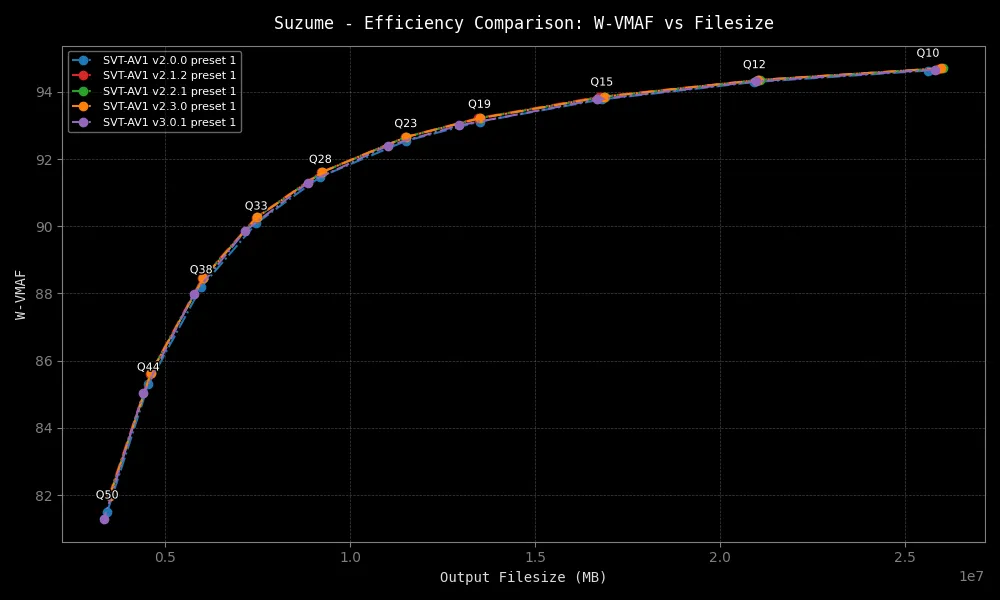 Suzume - Efficiency Comparison: W-VMAF vs Filesize
SVT-AV1 v2.0.0 preset 1
SVT-AV1 v2.1.2 preset 1
SVT-AV1 v2.2.1 preset 1
SVT-AV1 v2.3.0 preset 1
SVT-AV1 v3.0.1 preset 1
Q10
Q12
Q15
Q19
Q23
Q28
Q33
Q38
Q44
Q50
W-VMAF
94
92
90
88
86
84
82
0.5
1.0
1.5
2.0
2.5
1e7
Output Filesize (MB)